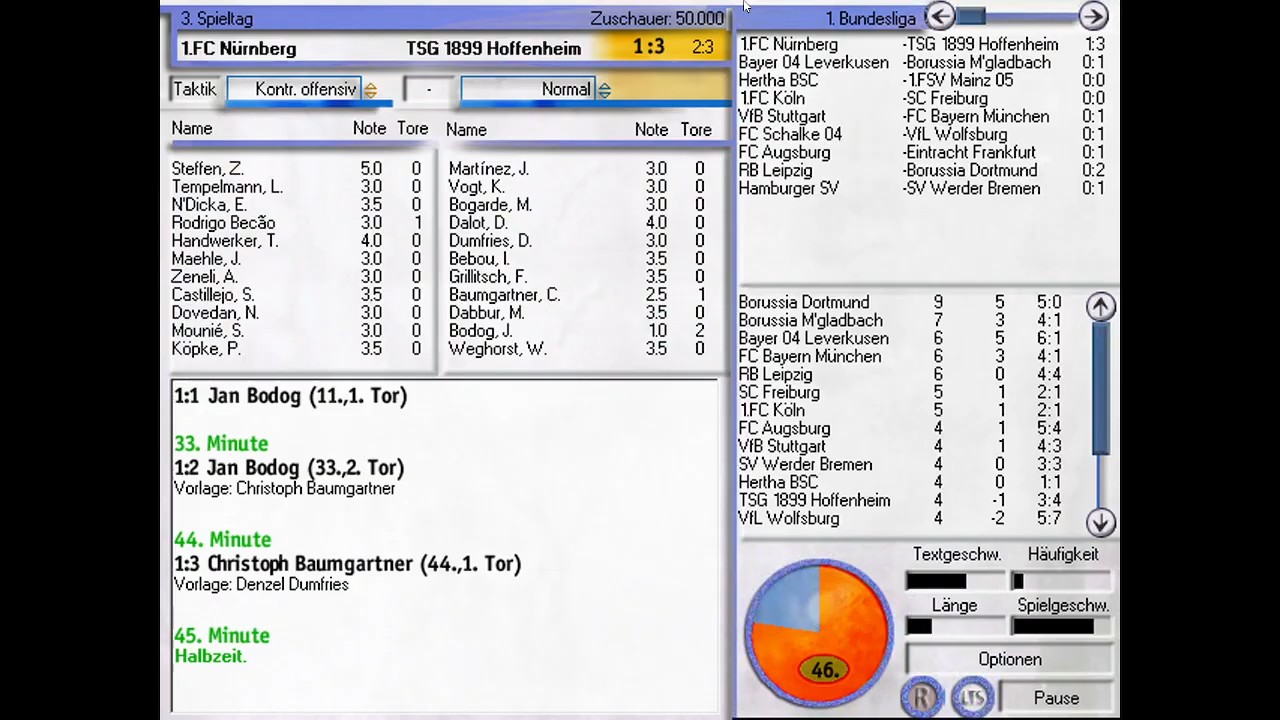 3. Spieltag Zuschauer: 50.000
1.FC Nürnberg TSG 1899 Hoffenheim 1:3 2:3
Taktik Kontr. offensiv - Normal
Name Note Tore Name Note Tore
Steffen, Z. 5.0 0 Martínez, J. 3.0 0
Tempelmann, L. 3.0 0 Vogt, K. 3.0 0
N'Dicka, E. 3.5 0 Bogarde, M. 3.0 0
Rodrigo Becão 3.0 1 Dalot, D. 4.0 0
Handwerker, T. 4.0 0 Dumfries, D. 3.0 0
Maehle, J. 3.0 0 Bebou, I. 3.5 0
Zeneli, A. 3.0 0 Grillitsch, F. 3.5 0
Castillejo, S. 3.5 0 Baumgartner, C. 2.5 1
Dovedan, N. 3.0 0 Dabbur, M. 3.5 0
Mounié, S. 3.0 0 Bodog, J. 1.0 2
Köpke, P. 3.5 0 Weghorst, W. 3.5 0
1:1 Jan Bodog (11.,1. Tor)
33. Minute
1:2 Jan Bodog (33.,2. Tor)
Vorlage: Christoph Baumgartner
44. Minute
1:3 Christoph Baumgartner (44.,1. Tor)
Vorlage: Denzel Dumfries
45. Minute
Halbzeit.
1. Bundesliga
1.FC Nürnberg -TSG 1899 Hoffenheim 1:3
Bayer 04 Leverkusen -Borussia M'gladbach 0:1
Hertha BSC -1.FSV Mainz 05 0:0
1.FC Köln -SC Freiburg 0:0
VfB Stuttgart -FC Bayern München 0:1
FC Schalke 04 -VfL Wolfsburg 0:1
FC Augsburg -Eintracht Frankfurt 0:1
RB Leipzig -Borussia Dortmund 0:2
Hamburger SV -SV Werder Bremen 0:1
Borussia Dortmund 9 5 5:0
Borussia M'gladbach 7 3 4:1
Bayer 04 Leverkusen 6 5 6:1
FC Bayern München 6 3 4:1
RB Leipzig 6 0 4:4
SC Freiburg 5 1 2:1
1.FC Köln 5 1 2:1
FC Augsburg 4 1 5:4
VfB Stuttgart 4 1 4:3
SV Werder Bremen 4 0 3:3
Hertha BSC 4 0 1:1
TSG 1899 Hoffenheim 4 -1 3:4
VfL Wolfsburg 4 -2 5:7
Textgeschw. Häufigkeit
Länge Spielgeschw.
46.
Optionen
R LTS Pause